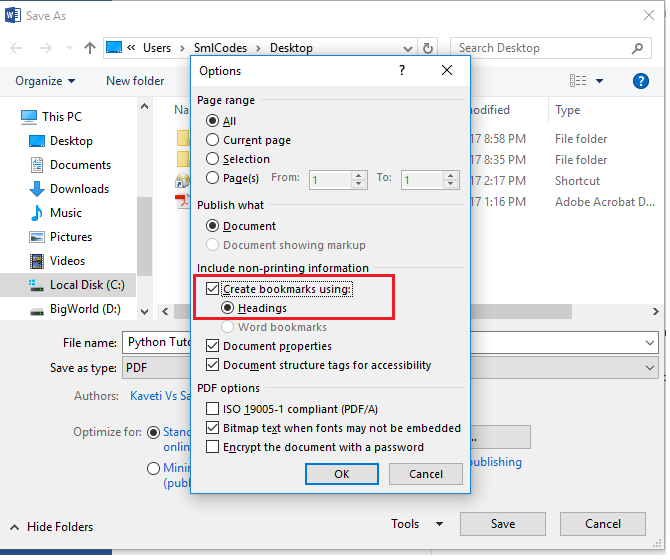 Save As
Users > SmlCodes > Desktop
Search Desktop
Organize
New folder
This PC
Desktop
Documents
Downloads
Music
Pictures
Videos
Local Disk (C:)
BigWorld (D:)
Type
17 8:58 PM File folder
17 8:35 PM File folder
17 2:17 PM Shortcut
17 1:16 PM Adobe Acrobat D...
Options
?
Page range
All
Current page
Selection
Page(s) From: 1 To: 1
Publish what
Document
Document showing markup
Include non-printing information
Create bookmarks using:
Headings
Word bookmarks
Document properties
Document structure tags for accessibility
PDF options
ISO 19005-1 compliant (PDF/A)
Bitmap text when fonts may not be embedded
Encrypt the document with a password
OK
Cancel
File name: Python Tuto
Save as type: PDF
Authors: Kaveti Vs Sa
Optimize for:
Stan
onlin
Minir
(publ
...
publishing
Hide Folders
Tools
Save
Cancel